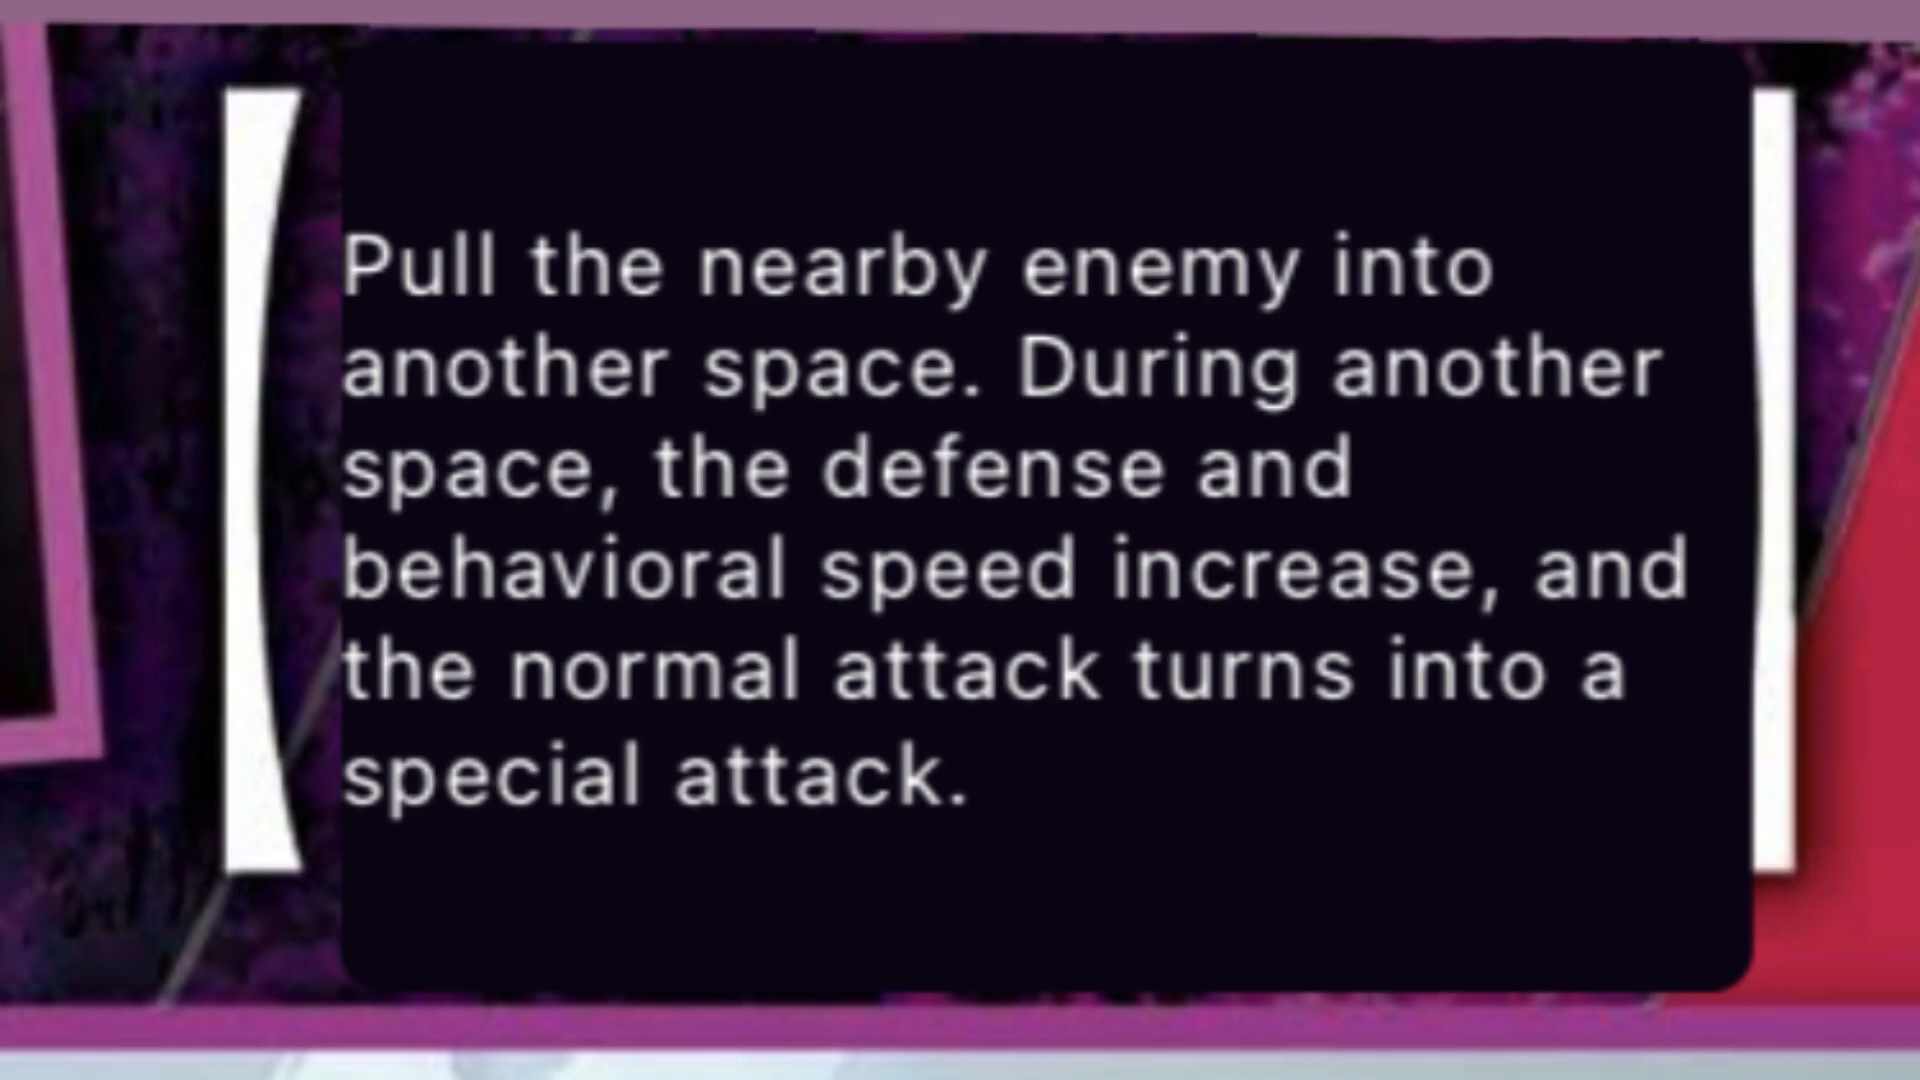 Pull the nearby enemy into
another space. During another
space, the defense and
behavioral speed increase, and
the normal attack turns into a
special attack.